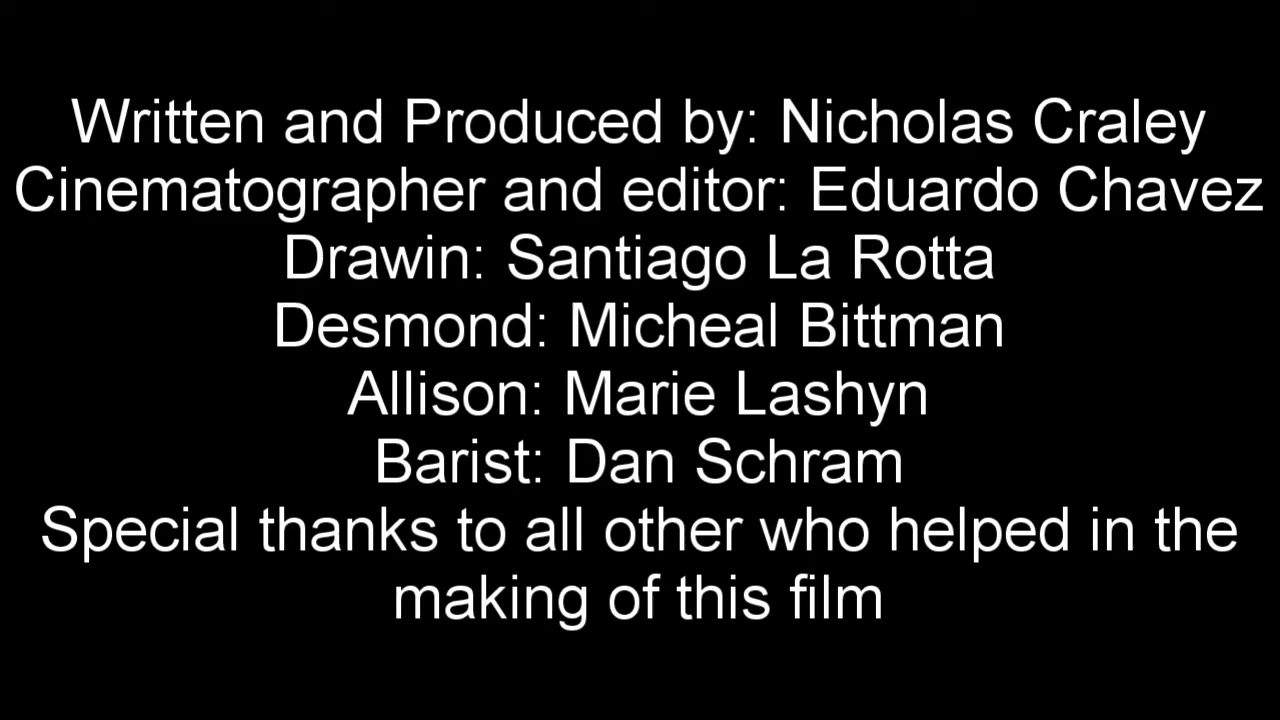 Written and Produced by: Nicholas Craley
Cinematographer and editor: Eduardo Chavez
Drawin: Santiago La Rotta
Desmond: Micheal Bittman
Allison: Marie Lashyn
Barist: Dan Schram
Special thanks to all other who helped in the
making of this film